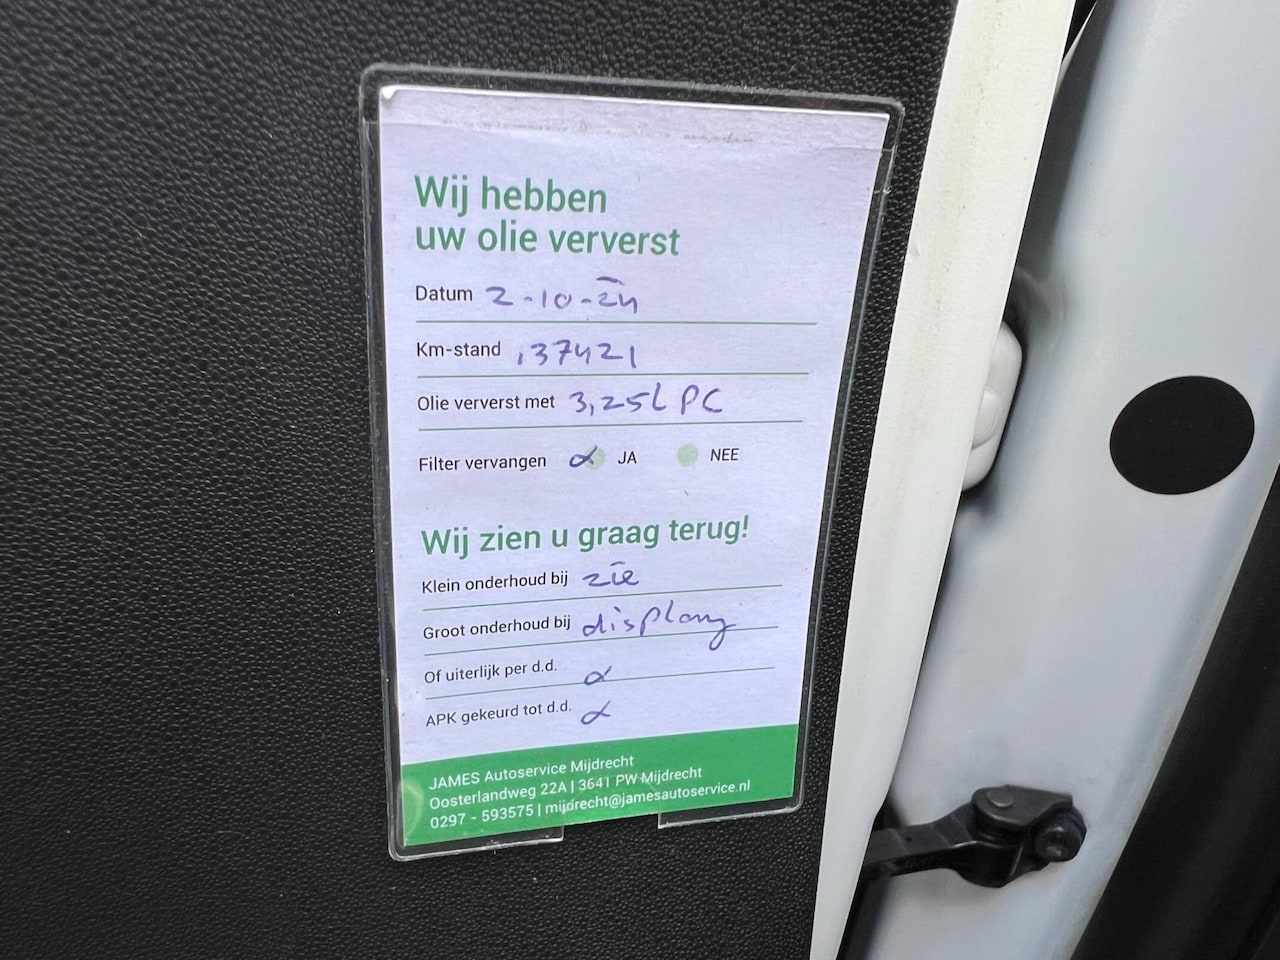 Wij hebben
uw olie ververst
Datum 2-10-24
Km-stand 137421
Olie ververst met 3,25L PC
Filter vervangen JA NEE
Wij zien u graag terug!
Klein onderhoud bij zie
Groot onderhoud bij display
Of uiterlijk per d.d.
APK gekeurd tot d.d.
JAMES Autoservice Mijdrecht
Oosterlandweg 22A | 3641 PW Mijdrecht
0297 - 593575 | mijdrecht@jamesautoservice.nl